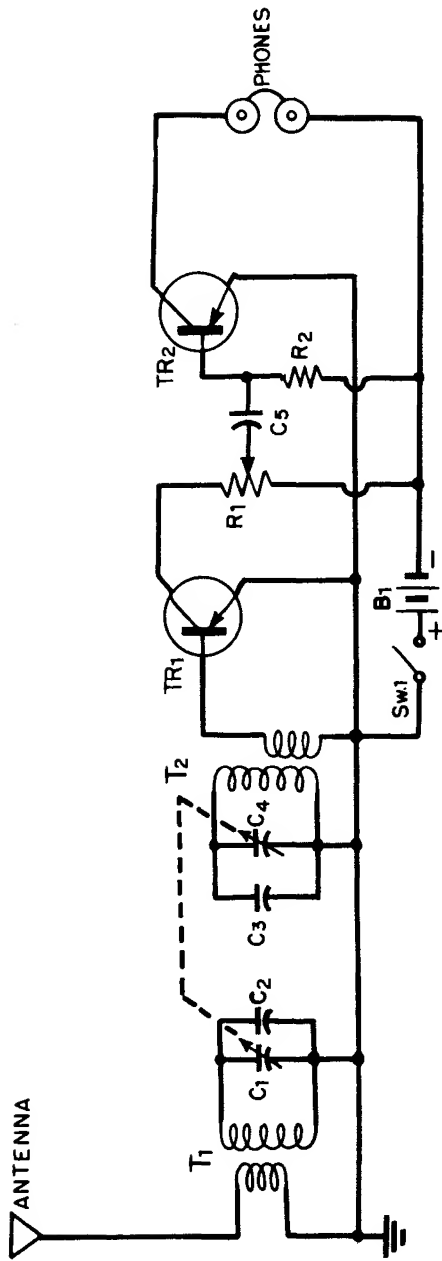 ANTENNA
T1
C1
C2
C3
C4
T2
TR1
R1
C5
TR2
R2
PHONES
SW.1
B1
+
−